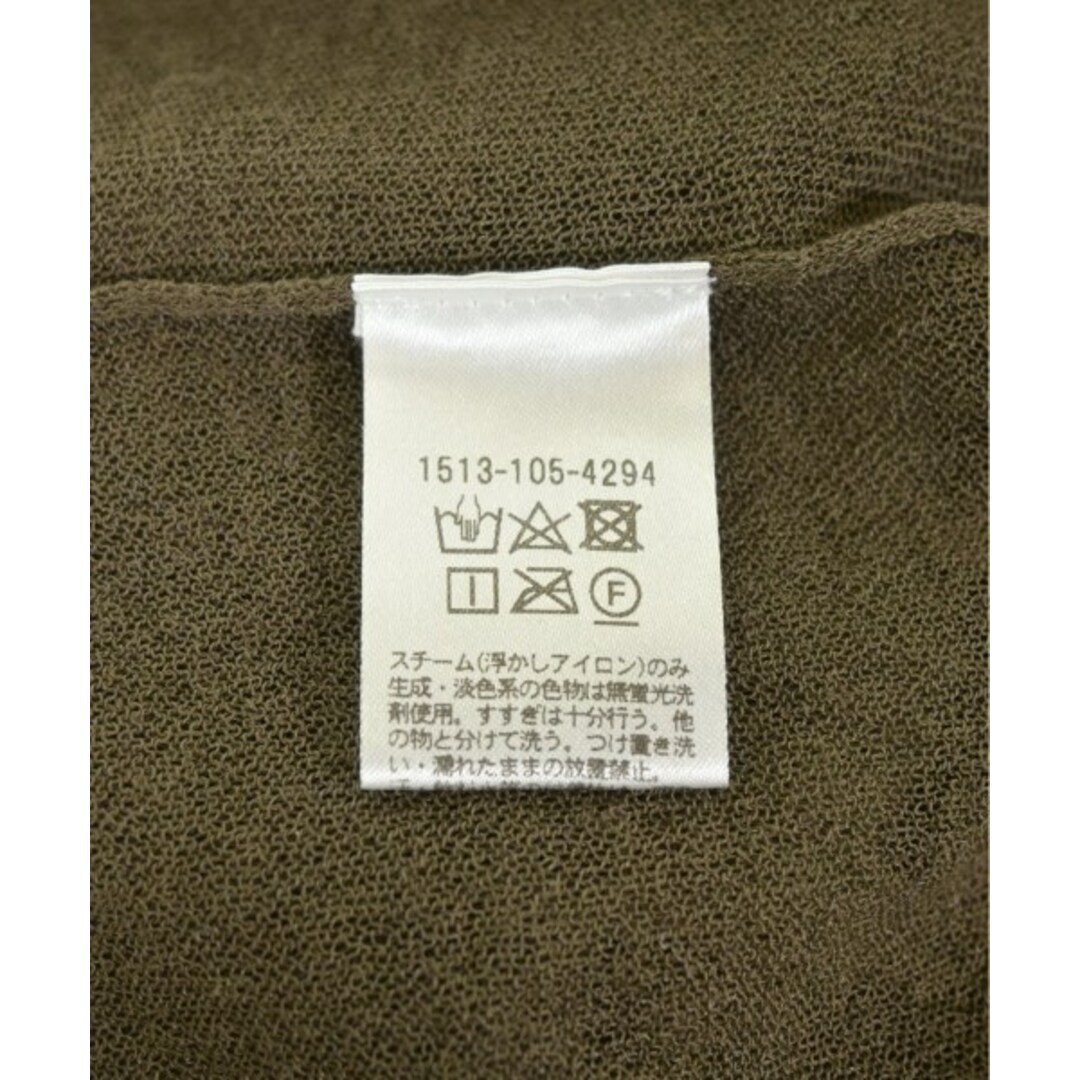 1513-105-4294
F
スチーム(浮かしアイロン)のみ
生成・淡色系の色物は無蛍光洗
剤使用。すすぎは十分行う。他
の物と分けて洗う。つけ置き洗
い・濡れたままの放置禁止。